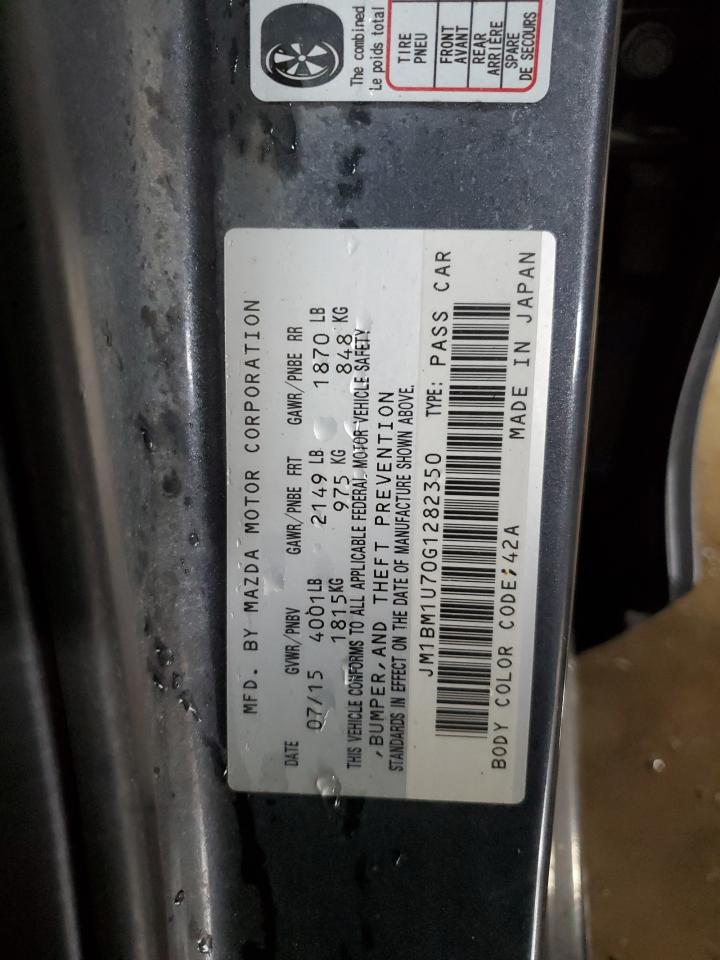 MFD. BY MAZDA MOTOR CORPORATION
DATE GVWR/PNBV GAWR/PNBE FRT GAWR/PNBE RR
07/15 4001LB 2149 LB 1870 LB
1815KG 975 KG 848 KG
THIS VEHICLE CONFORMS TO ALL APPLICABLE FEDERAL MOTOR VEHICLE SAFETY
,BUMPER,AND THEFT PREVENTION
STANDARDS IN EFFECT ON THE DATE OF MANUFACTURE SHOWN ABOVE.
JM1BM1U70G1282350 TYPE: PASS CAR
BODY COLOR CODE:42A MADE IN JAPAN
The combined
Le poids total
TIRE
PNEU
FRONT
AVANT
REAR
ARRIÈRE
SPARE
DE SECOURS